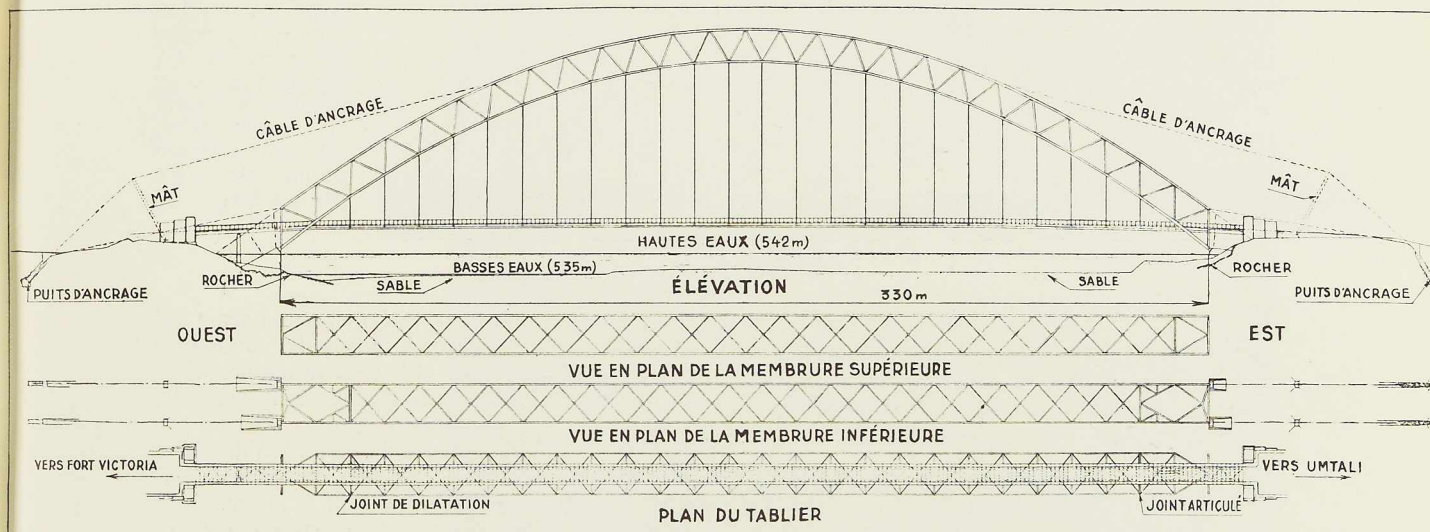 CÂBLE D'ANCRAGE
CÂBLE D'ANCRAGE
MÂT
MÂT
HAUTES EAUX (542m)
BASSES EAUX (535m)
ROCHER
ROCHER
SABLE
SABLE
PUITS D'ANCRAGE
PUITS D'ANCRAGE
ÉLÉVATION
330m
OUEST
EST
VUE EN PLAN DE LA MEMBRURE SUPÉRIEURE
VUE EN PLAN DE LA MEMBRURE INFÉRIEURE
VERS FORT VICTORIA
VERS UMTALI
JOINT DE DILATATION
JOINT ARTICULÉ
PLAN DU TABLIER